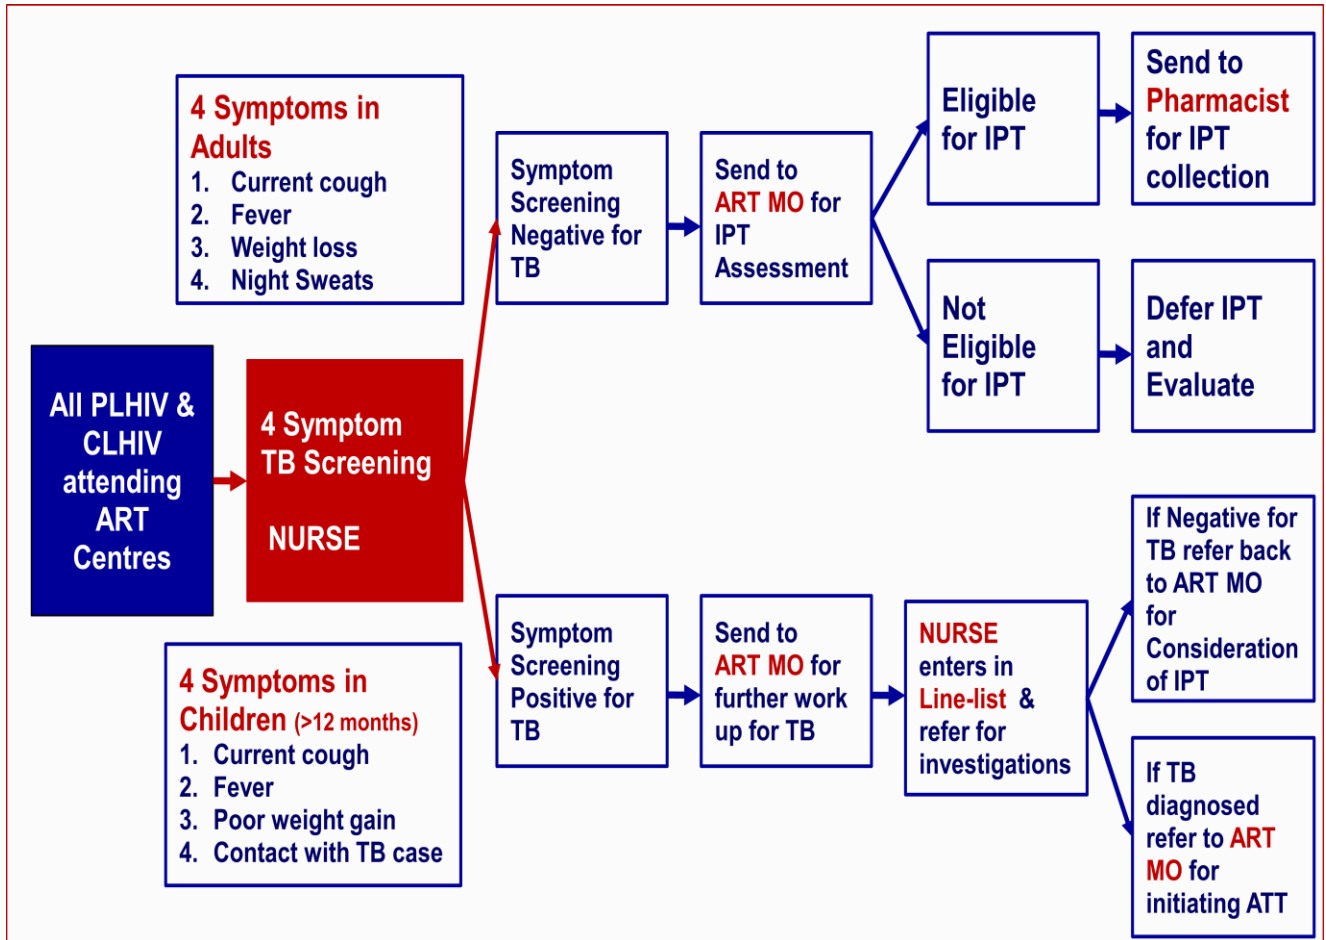 All PLHIV &
CLHIV
attending
ART
Centres
4 Symptom
TB Screening
NURSE
4 Symptoms in
Adults
1. Current cough
2. Fever
3. Weight loss
4. Night Sweats
4 Symptoms in
Children (>12 months)
1. Current cough
2. Fever
3. Poor weight gain
4. Contact with TB case
Symptom
Screening
Negative for
TB
Send to
ART MO for
IPT
Assessment
Eligible
for IPT
Send to
Pharmacist
for IPT
collection
Not
Eligible
for IPT
Defer IPT
and
Evaluate
Symptom
Screening
Positive for
TB
Send to
ART MO for
further work
up for TB
NURSE
enters in
Line-list &
refer for
investigations
If Negative for
TB refer back
to ART MO
for
Consideration
of IPT
If TB
diagnosed
refer to ART
MO for
initiating ATT